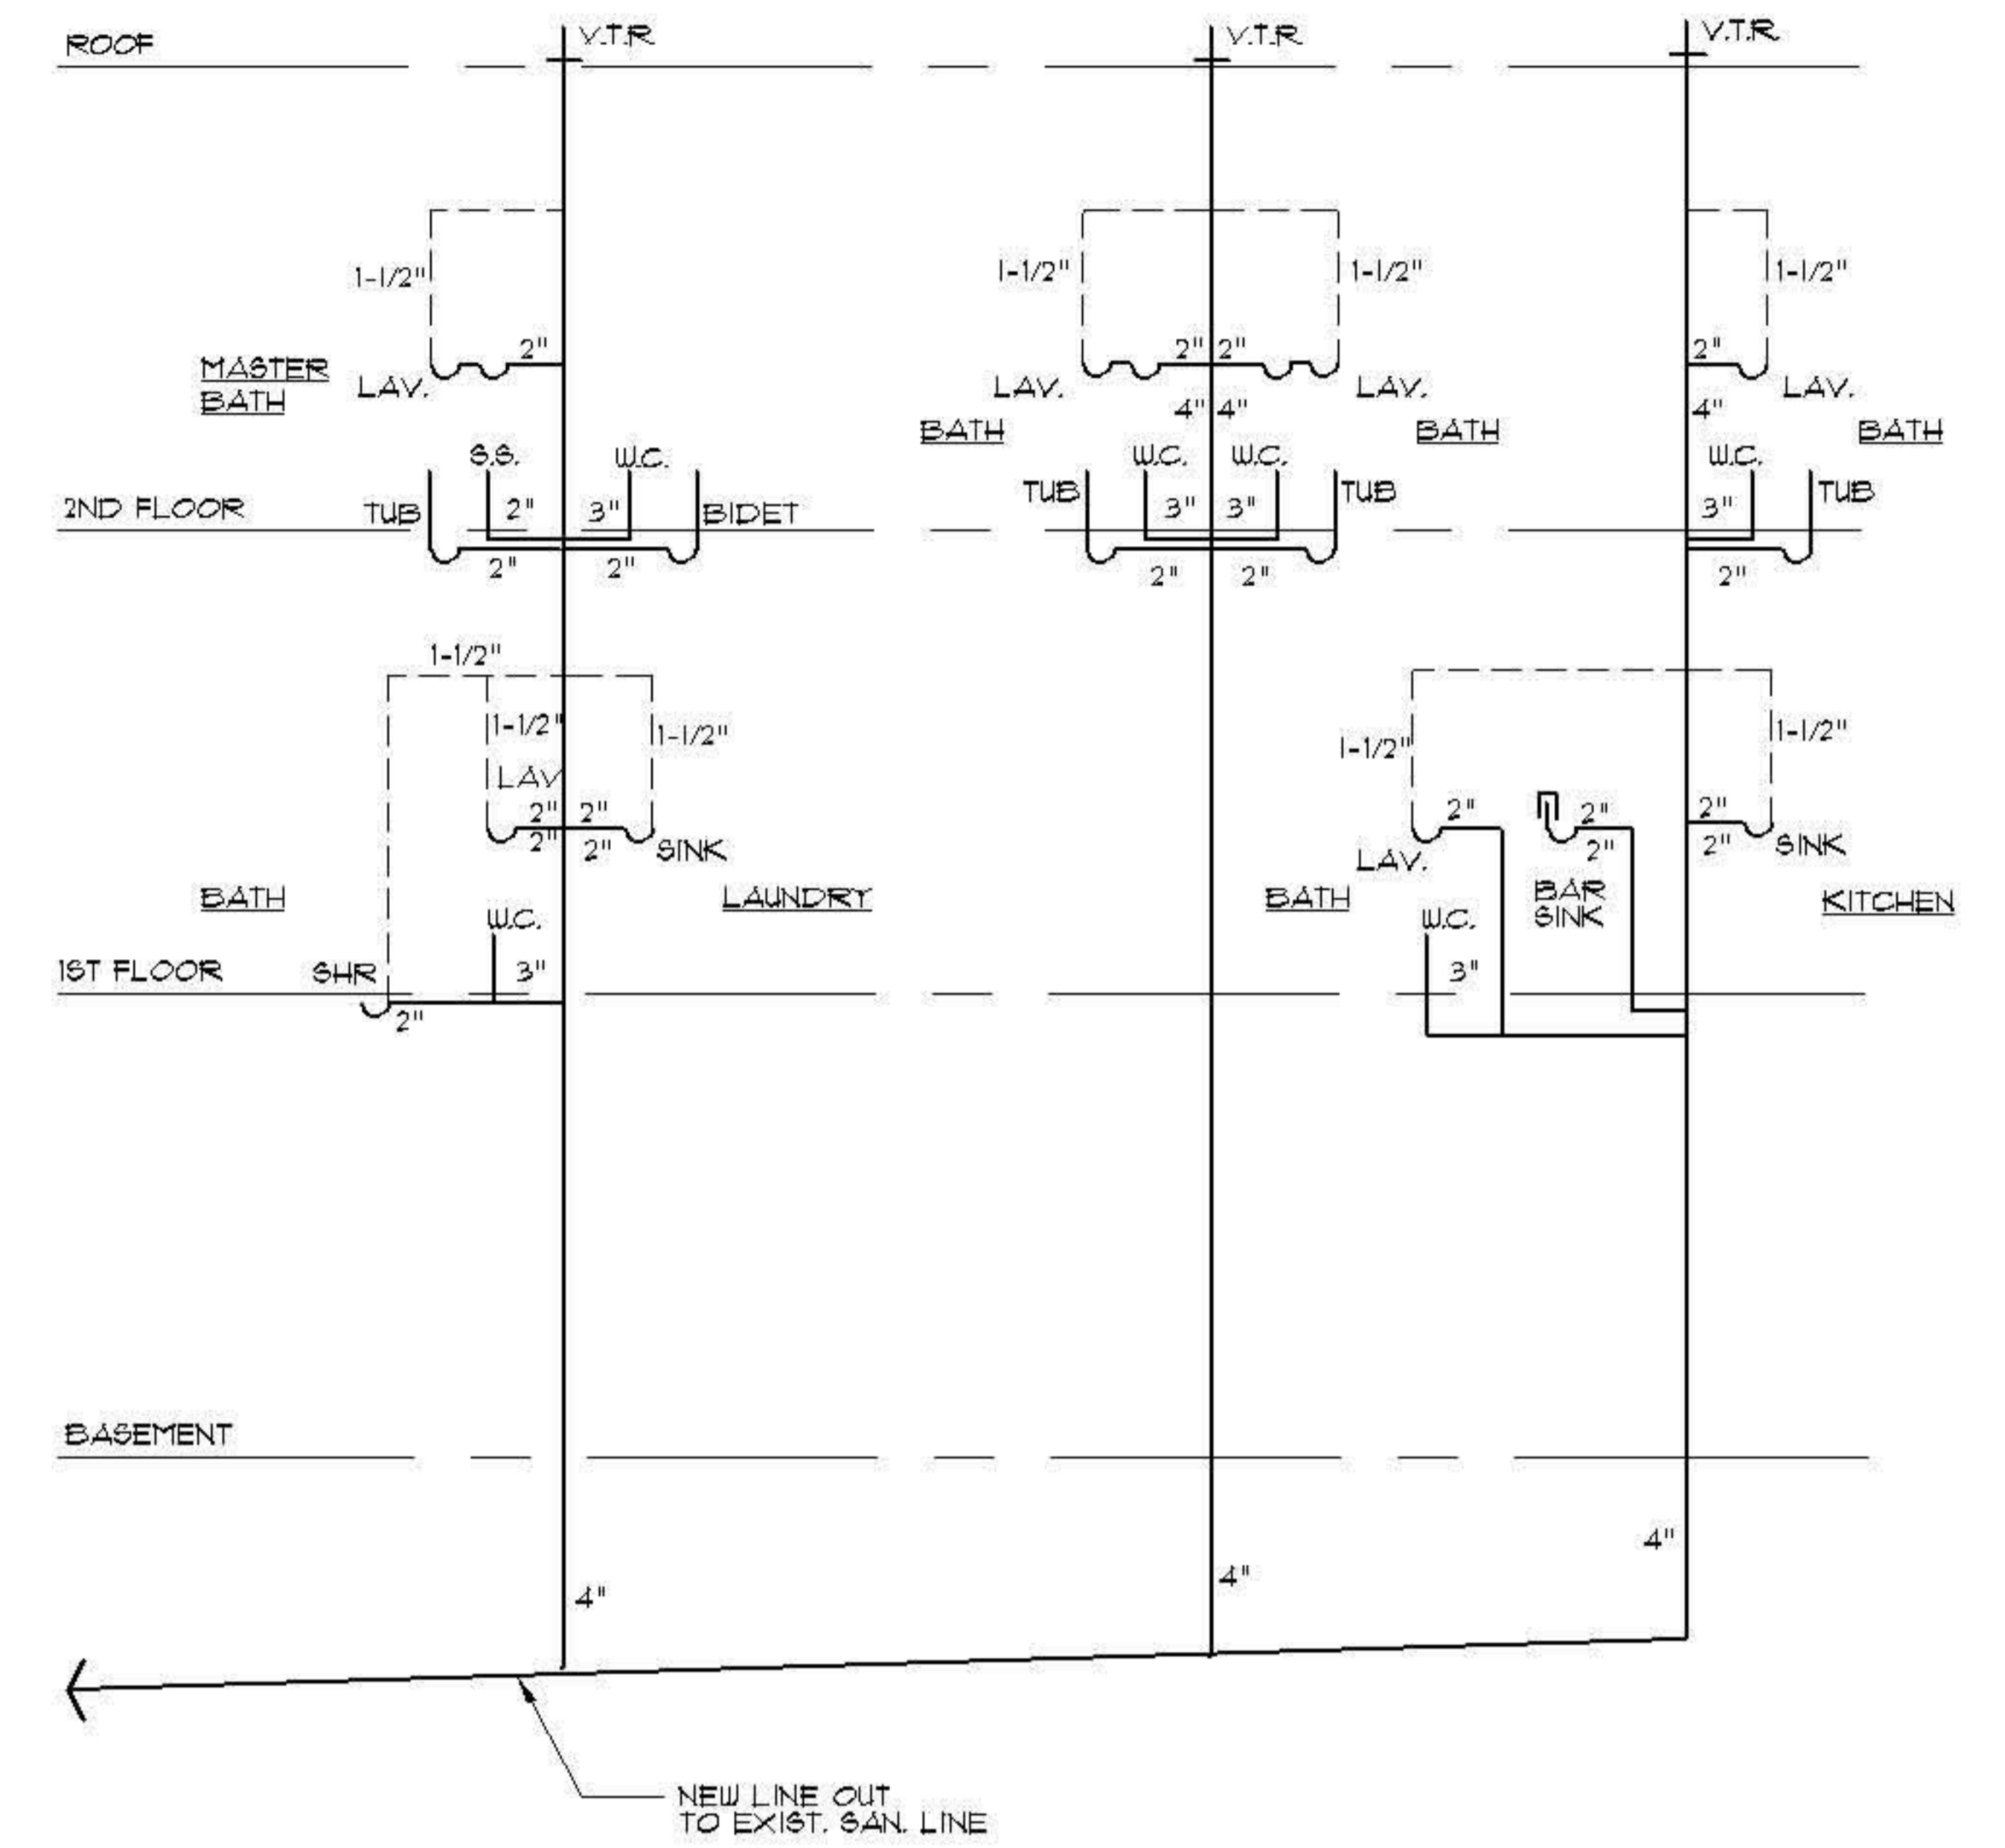 ROOF
V.T.R.
V.T.R.
V.T.R.
1-1/2"
1-1/2"
1-1/2"
1-1/2"
2"
2"
2"
2"
MASTER
BATH
LAV.
LAV.
LAV.
LAV.
4"
4"
4"
BATH
BATH
BATH
S.S.
W.C.
W.C.
W.C.
W.C.
2ND FLOOR
TUB
2"
3"
BIDET
TUB
3"
3"
TUB
3"
TUB
2"
2"
2"
2"
2"
1-1/2"
1-1/2"
1-1/2"
1-1/2"
1-1/2"
LAV
2"
2"
2"
2"
2"
2"
2"
SINK
LAV.
2"
2"
SINK
BATH
LAUNDRY
BATH
BAR
SINK
KITCHEN
W.C.
W.C.
1ST FLOOR
SHR
3"
3"
2"
BASEMENT
4"
4"
4"
NEW LINE OUT
TO EXIST. SAN. LINE